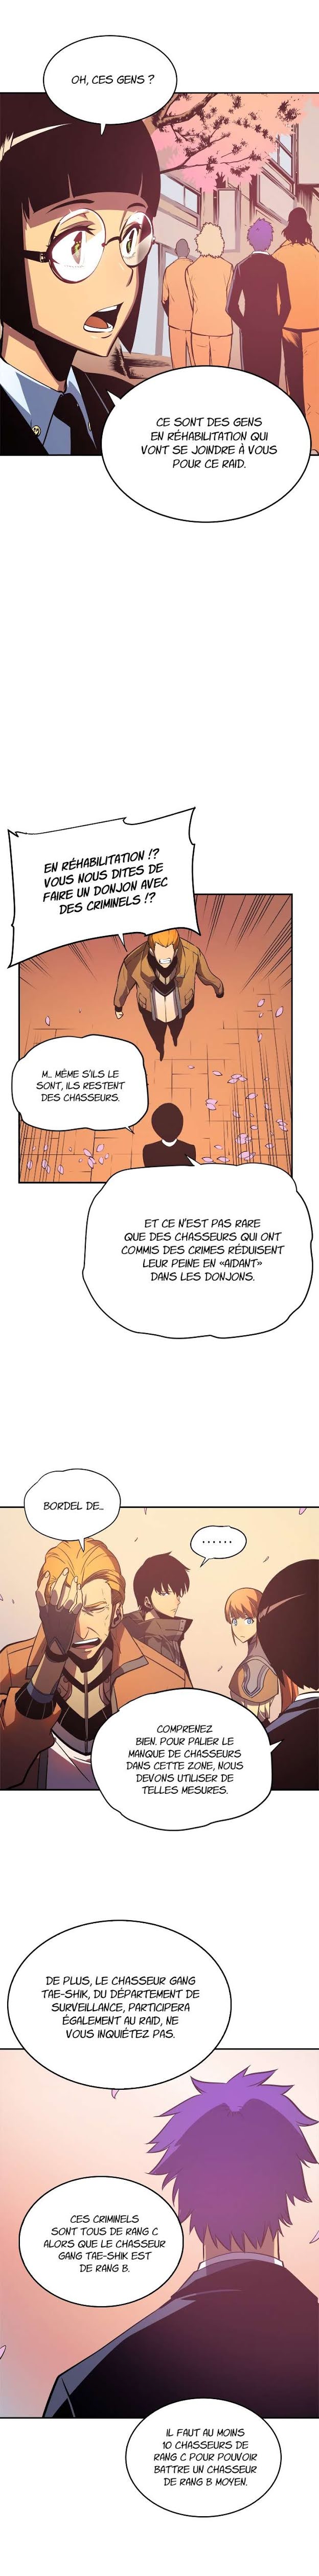 OH, CES GENS ?
CE SONT DES GENS
EN RÉHABILITATION QUI
VONT SE JOINDRE À VOUS
POUR CE RAID.
EN RÉHABILITATION !?
VOUS NOUS DITES DE
FAIRE UN DONJON AVEC
DES CRIMINELS !?
M... MÊME S'ILS LE
SONT, ILS RESTENT
DES CHASSEURS.
ET CE N'EST PAS RARE
QUE DES CHASSEURS QUI ONT
COMMIS DES CRIMES RÉDUISENT
LEUR PEINE EN «AIDANT»
DANS LES DONJONS.
BORDEL DE...
......
COMPRENEZ
BIEN. POUR PALIER LE
MANQUE DE CHASSEURS
DANS CETTE ZONE, NOUS
DEVONS UTILISER DE
TELLES MESURES.
DE PLUS, LE CHASSEUR GANG
TAE-SHIK, DU DÉPARTEMENT DE
SURVEILLANCE, PARTICIPERA
ÉGALEMENT AU RAID, NE
VOUS INQUIÉTEZ PAS.
CES CRIMINELS
SONT TOUS DE RANG C
ALORS QUE LE CHASSEUR
GANG TAE-SHIK EST
DE RANG B.
IL FAUT AU MOINS
10 CHASSEURS DE
RANG C POUR POUVOIR
BATTRE UN CHASSEUR
DE RANG B MOYEN.